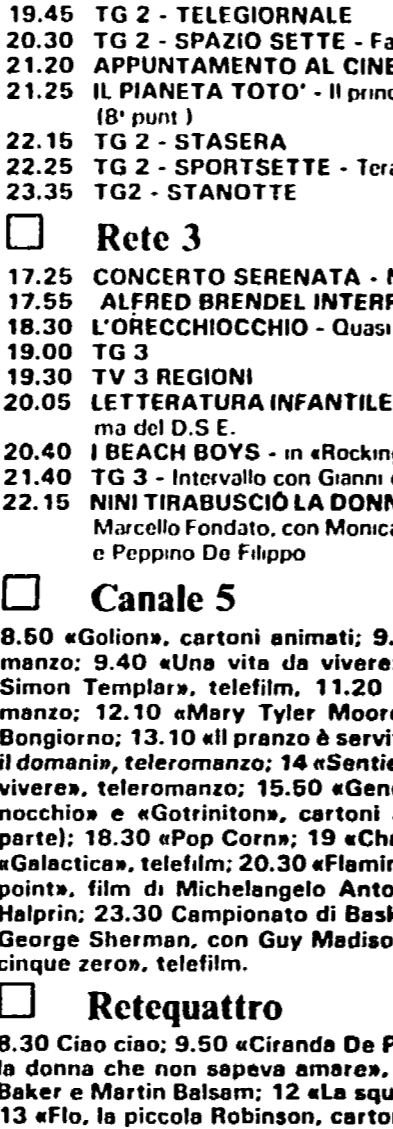 19.45 TG 2 - TELEGIORNALE
20.30 TG 2 - SPAZIO SETTE - Fa
21.20 APPUNTAMENTO AL CINE
21.25 IL PIANETA TOTO' - Il princ
(8' punt )
22.15 TG 2 - STASERA
22.25 TG 2 - SPORTSETTE - Tera
23.35 TG2 - STANOTTE
Rete 3
17.25 CONCERTO SERENATA -
17.55 ALFRED BRENDEL INTERP
18.30 L'ORECCHIOCCHIO - Quasi
19.00 TG 3
19.30 TV 3 REGIONI
20.05 LETTERATURA INFANTILE
ma del D.S E.
20.40 I BEACH BOYS - in «Rocking
21.40 TG 3 - Intervallo con Gianni
22.15 NINI TIRABUSCIÒ LA DONN
Marcello Fondato, con Monica
e Peppino De Filippo
Canale 5
8.50 «Golion», cartoni animati; 9.
manzo; 9.40 «Una vita da vivere
Simon Templar», telefilm, 11.20
manzo; 12.10 «Mary Tyler Moore
Bongiorno; 13.10 «Il pranzo è servi
il domani», teleromanzo; 14 «Sentie
vivere», teleromanzo; 15.50 «Gene
nocchio» e «Gotriniton», cartoni
parte); 18.30 «Pop Corn»; 19 «Ch
«Galactica», telefilm; 20.30 «Flamin
point», film di Michelangelo Anto
Halprin; 23.30 Campionato di Bask
George Sherman, con Guy Madiso
cinque zero», telefilm.
Retequattro
8.30 Ciao ciao; 9.50 «Ciranda De P
la donna che non sapeva amare»,
Baker e Martin Balsam; 12 «La squ
13 «Flo, la piccola Robinson, carto